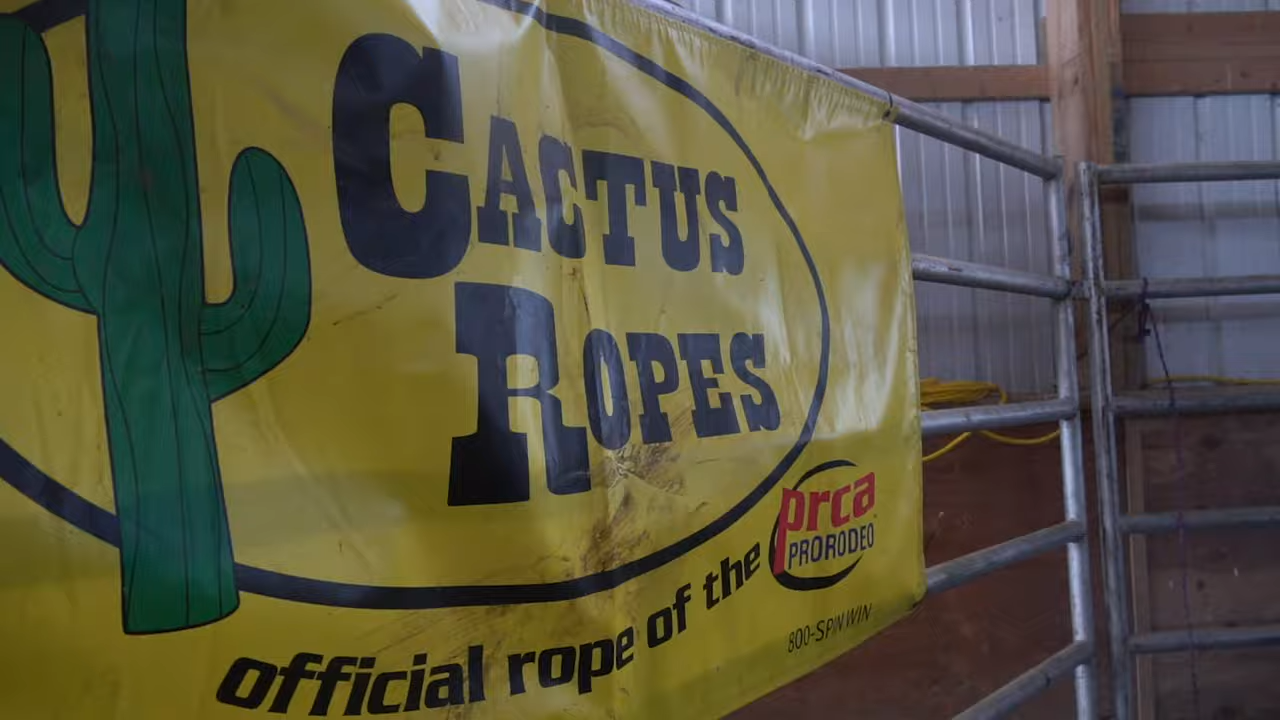 CACTUS
ROPES
official rope of the
prca
PRORODEO
800-SPIN WIN